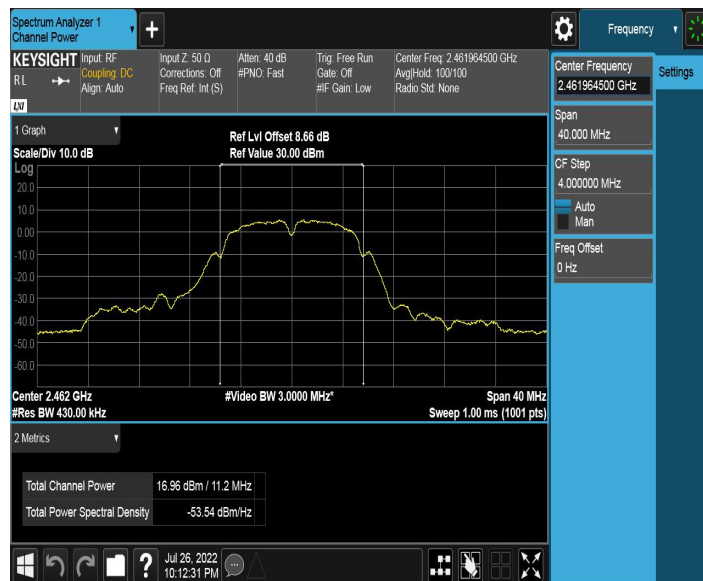 Spectrum Analyzer 1
Channel Power
+
Frequency
KEYSIGHT
RL
LXI
Input: RF
Coupling: DC
Align: Auto
Input Z: 50 Ω
Corrections: Off
Freq Ref: Int (S)
Atten: 40 dB
#PNO: Fast
Trig: Free Run
Gate: Off
#IF Gain: Low
Center Freq: 2.461964500 GHz
Avg|Hold: 100/100
Radio Std: None
Center Frequency
2.461964500 GHz
Settings
Span
40.000 MHz
CF Step
4.000000 MHz
Auto
Man
Freq Offset
0 Hz
1 Graph
Scale/Div 10.0 dB
Ref Lvl Offset 8.66 dB
Ref Value 30.00 dBm
Log
20.0
10.0
0.00
-10.0
-20.0
-30.0
-40.0
-50.0
-60.0
Center 2.462 GHz
#Video BW 3.0000 MHz*
Span 40 MHz
#Res BW 430.00 kHz
Sweep 1.00 ms (1001 pts)
2 Metrics
Total Channel Power 16.96 dBm / 11.2 MHz
Total Power Spectral Density -53.54 dBm/Hz
?
Jul 26, 2022
10:12:31 PM